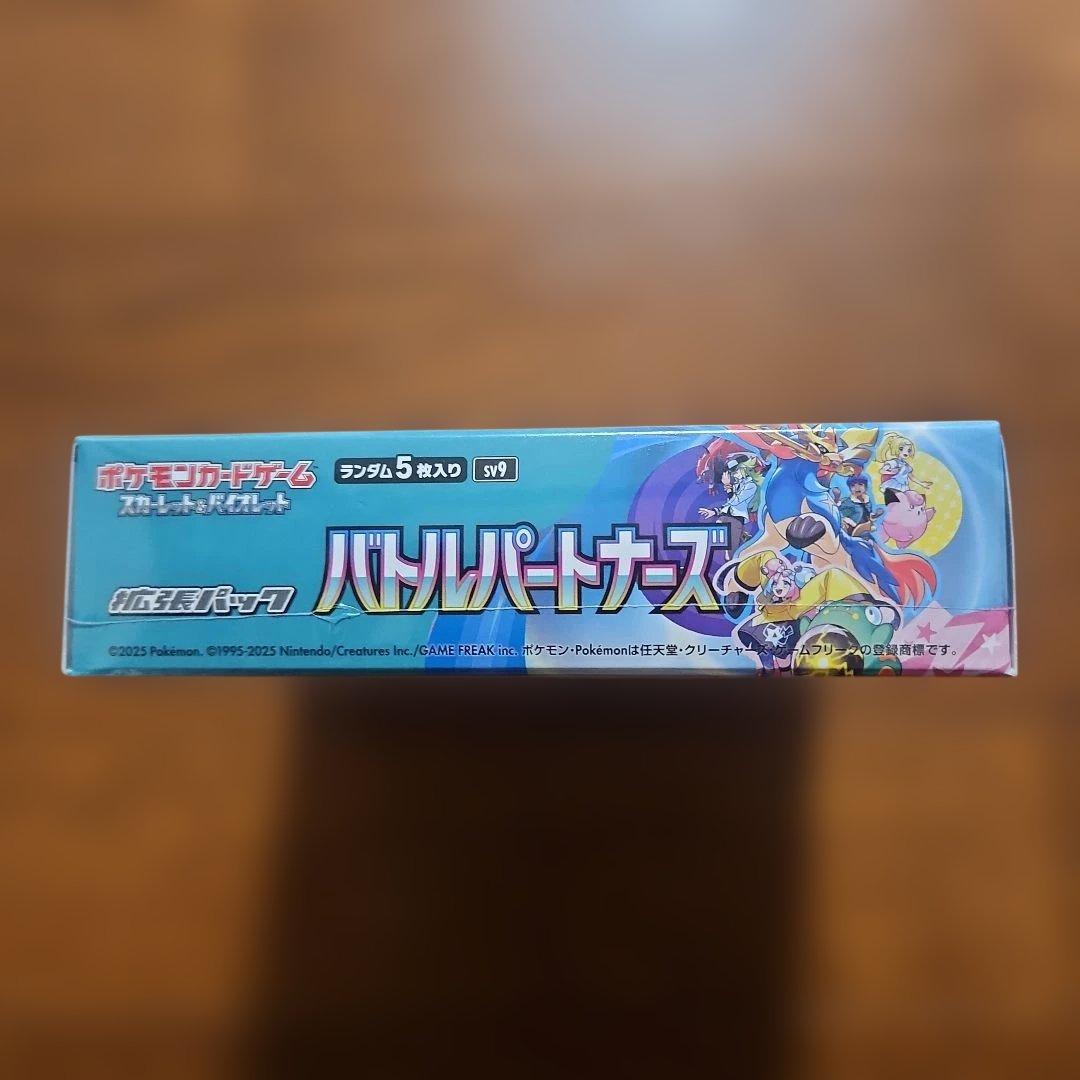 ポケモンカードゲーム
スカーレット&バイオレット
ランダム5枚入り sv9
バトルパートナーズ
拡張パック
©2025 Pokémon. ©1995-2025 Nintendo/Creatures Inc./GAME FREAK inc. ポケモン・Pokémonは任天堂・クリーチャーズ・ゲームフリークの登録商標です。